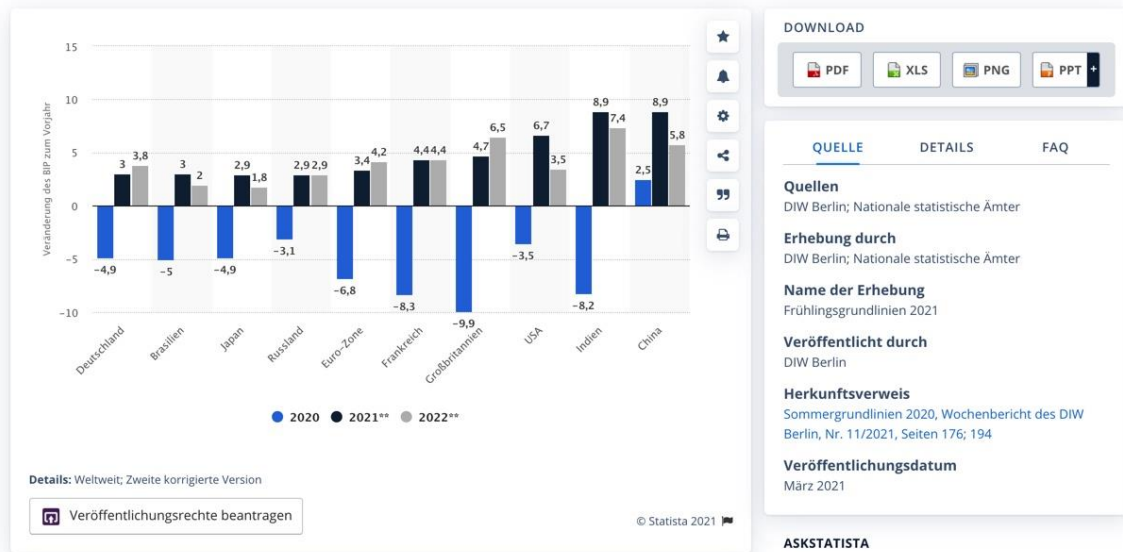 15
10
5
0
−5
−10
Veränderung des BIP zum Vorjahr
−4,9 3 3,8
−5 3 2
−4,9 2,9 1,8
−3,1 2,9 2,9
−6,8 3,4 4,2
−8,3 4,4 4,4
−9,9 4,7 6,5
−3,5 6,7 3,5
−8,2 8,9 7,4
2,5 8,9 5,8
Deutschland
Brasilien
Japan
Russland
Euro-Zone
Frankreich
Großbritannien
USA
Indien
China
2020 2021** 2022**
Details: Weltweit; Zweite korrigierte Version
Veröffentlichungsrechte beantragen
© Statista 2021
DOWNLOAD
PDF XLS PNG PPT +
QUELLE DETAILS FAQ
Quellen
DIW Berlin; Nationale statistische Ämter
Erhebung durch
DIW Berlin; Nationale statistische Ämter
Name der Erhebung
Frühlingsgrundlinien 2021
Veröffentlicht durch
DIW Berlin
Herkunftsverweis
Sommergrundlinien 2020, Wochenbericht des DIW
Berlin, Nr. 11/2021, Seiten 176; 194
Veröffentlichungsdatum
März 2021
ASKSTATISTA